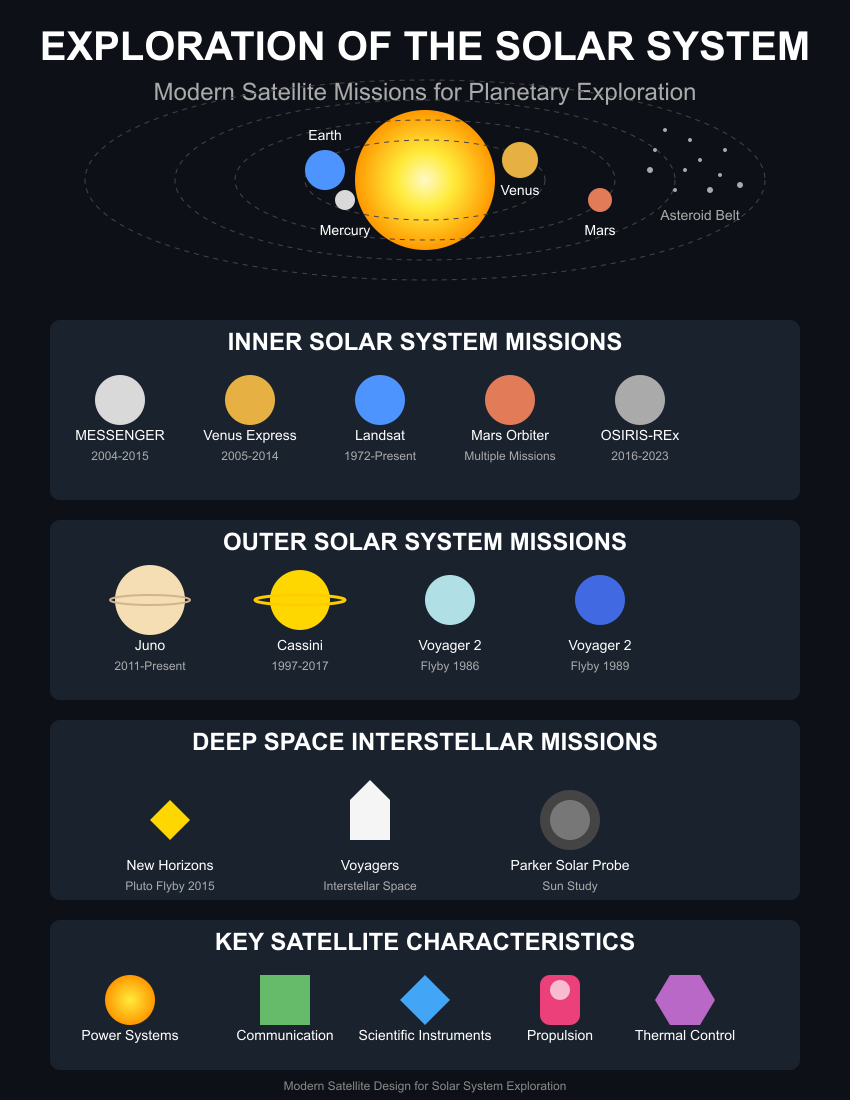 EXPLORATION OF THE SOLAR SYSTEM
Modern Satellite Missions for Planetary Exploration
Earth
Venus
Mercury
Mars
Asteroid Belt
INNER SOLAR SYSTEM MISSIONS
MESSENGER
2004-2015
Venus Express
2005-2014
Landsat
1972-Present
Mars Orbiter
Multiple Missions
OSIRIS-REx
2016-2023
OUTER SOLAR SYSTEM MISSIONS
Juno
2011-Present
Cassini
1997-2017
Voyager 2
Flyby 1986
Voyager 2
Flyby 1989
DEEP SPACE INTERSTELLAR MISSIONS
New Horizons
Pluto Flyby 2015
Voyagers
Interstellar Space
Parker Solar Probe
Sun Study
KEY SATELLITE CHARACTERISTICS
Power Systems
Communication
Scientific Instruments
Propulsion
Thermal Control
Modern Satellite Design for Solar System Exploration